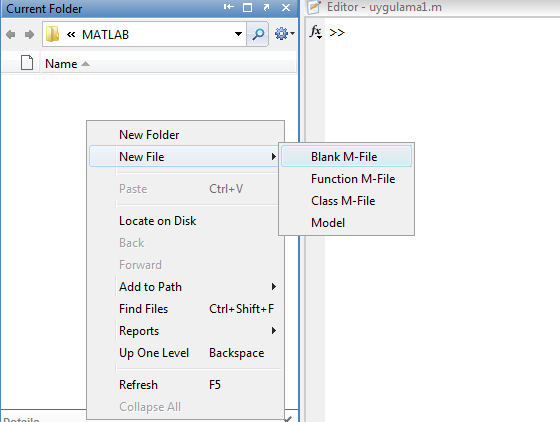 Current Folder
Editor - uygulama1.m
« MATLAB
fx >>
Name
New Folder
New File
Blank M-File
Function M-File
Class M-File
Model
Paste Ctrl+V
Locate on Disk
Back
Forward
Add to Path
Find Files Ctrl+Shift+F
Reports
Up One Level Backspace
Refresh F5
Collapse All
Details